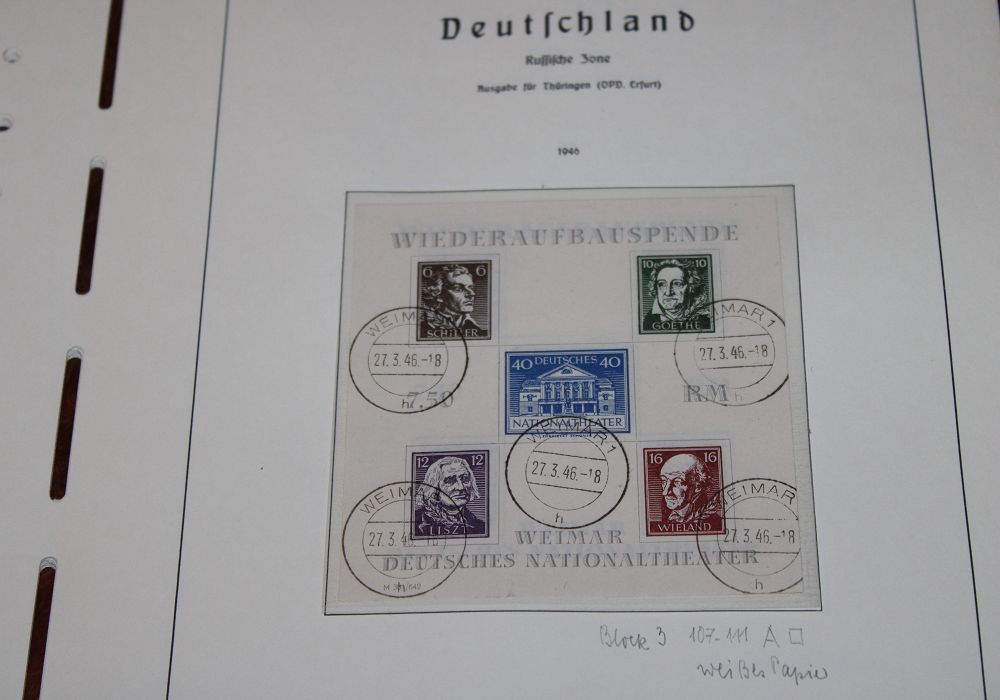 Deutschland
Russische Zone
Ausgabe für Thüringen (OPD. Erfurt)
1946
WIEDERAUFBAUSPENDE
6 6
SCHILLER
10 10
GOETHE
WEIMAR
27.3.46.-18
h
WEIMAR 1
27.3.46.-18
h
40 DEUTSCHES 40
NATIONALTHEATER
7.50 RM
WEIMAR 1
27.3.46.-18
h
12 12
LISZT
16 16
WIELAND
WEIMAR
27.3.46.-18
h
WEIMAR
27.3.46.-18
h
WEIMAR
DEUTSCHES NATIONALTHEATER
Block 3 107-111 A □
weißes Papier